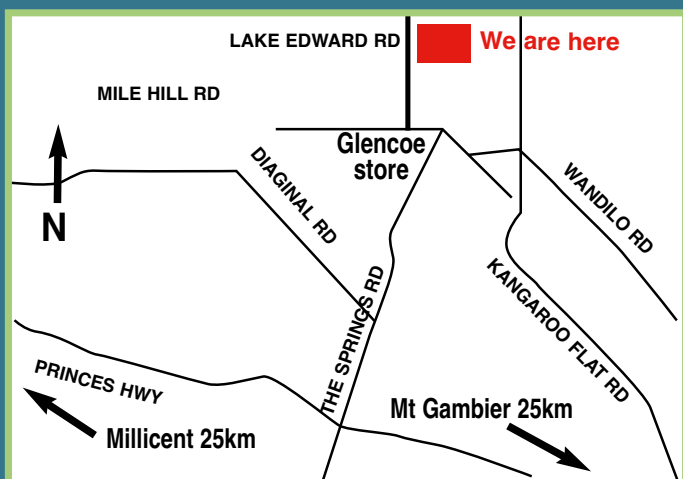 LAKE EDWARD RD
We are here
MILE HILL RD
Glencoe
store
DIAGINAL RD
WANDILO RD
N
THE SPRINGS RD
KANGAROO FLAT RD
PRINCES HWY
Mt Gambier 25km
Millicent 25km